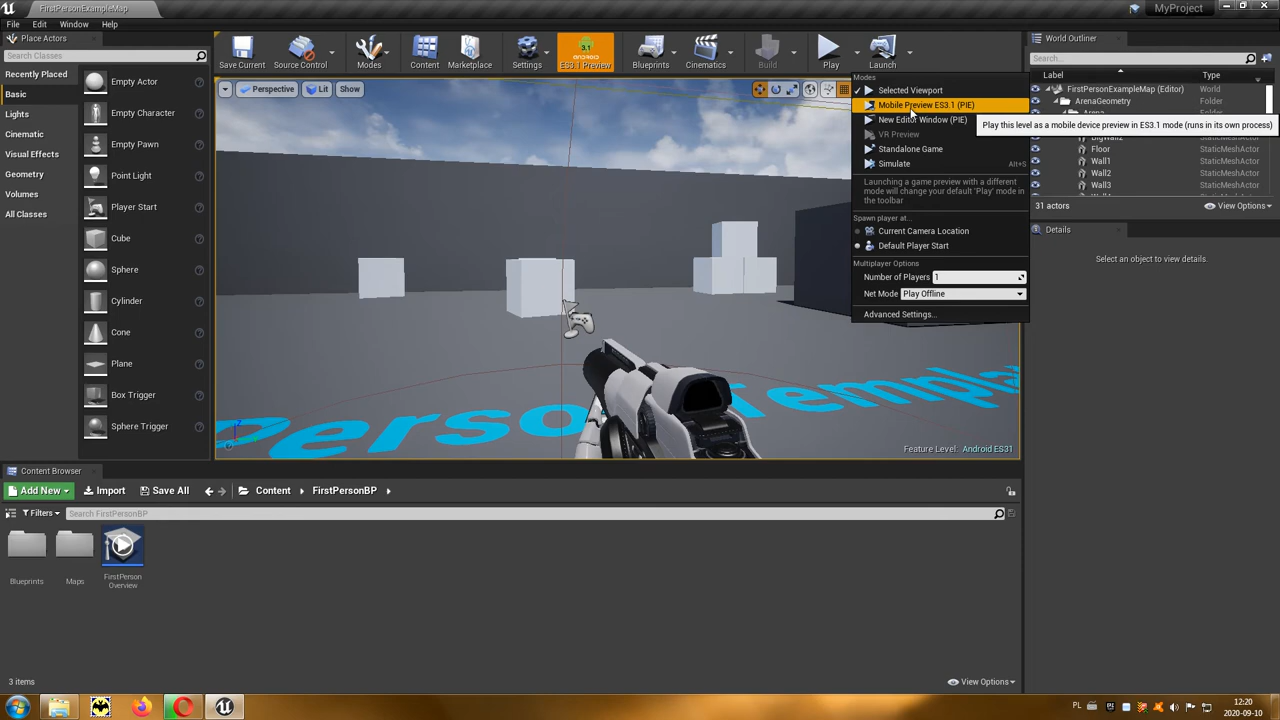 FirstPersonExampleMap
MyProject
File Edit Window Help
Place Actors
Search Classes
Recently Placed
Basic
Lights
Cinematic
Visual Effects
Geometry
Volumes
All Classes
Empty Actor
Empty Character
Empty Pawn
Point Light
Player Start
Cube
Sphere
Cylinder
Cone
Plane
Box Trigger
Sphere Trigger
Save Current
Source Control
Modes
Content
Marketplace
Settings
3.1
ANDROID
ES3.1 Preview
Blueprints
Cinematics
Build
Play
Launch
Perspective
Lit
Show
Person Templa
Feature Level: Android ES31
Modes
Selected Viewport
Mobile Preview ES3.1 (PIE)
New Editor Window (PIE)
VR Preview
Standalone Game
Simulate Alt+S
Launching a game preview with a different
mode will change your default 'Play' mode in
the toolbar
Spawn player at...
Current Camera Location
Default Player Start
Multiplayer Options
Number of Players 1
Net Mode Play Offline
Advanced Settings...
Play this level as a mobile device preview in ES3.1 mode (runs in its own process)
World Outliner
Search...
Label Type
FirstPersonExampleMap (Editor) World
ArenaGeometry Folder
Floor StaticMeshActor
Wall1 StaticMeshActor
Wall2 StaticMeshActor
Wall3 StaticMeshActor
31 actors
View Options
Details
Select an object to view details.
Content Browser
Add New
Import
Save All
Content
FirstPersonBP
Filters
Search FirstPersonBP
Blueprints
Maps
FirstPerson
Overview
3 items
View Options
PL
12:20
2020-09-10